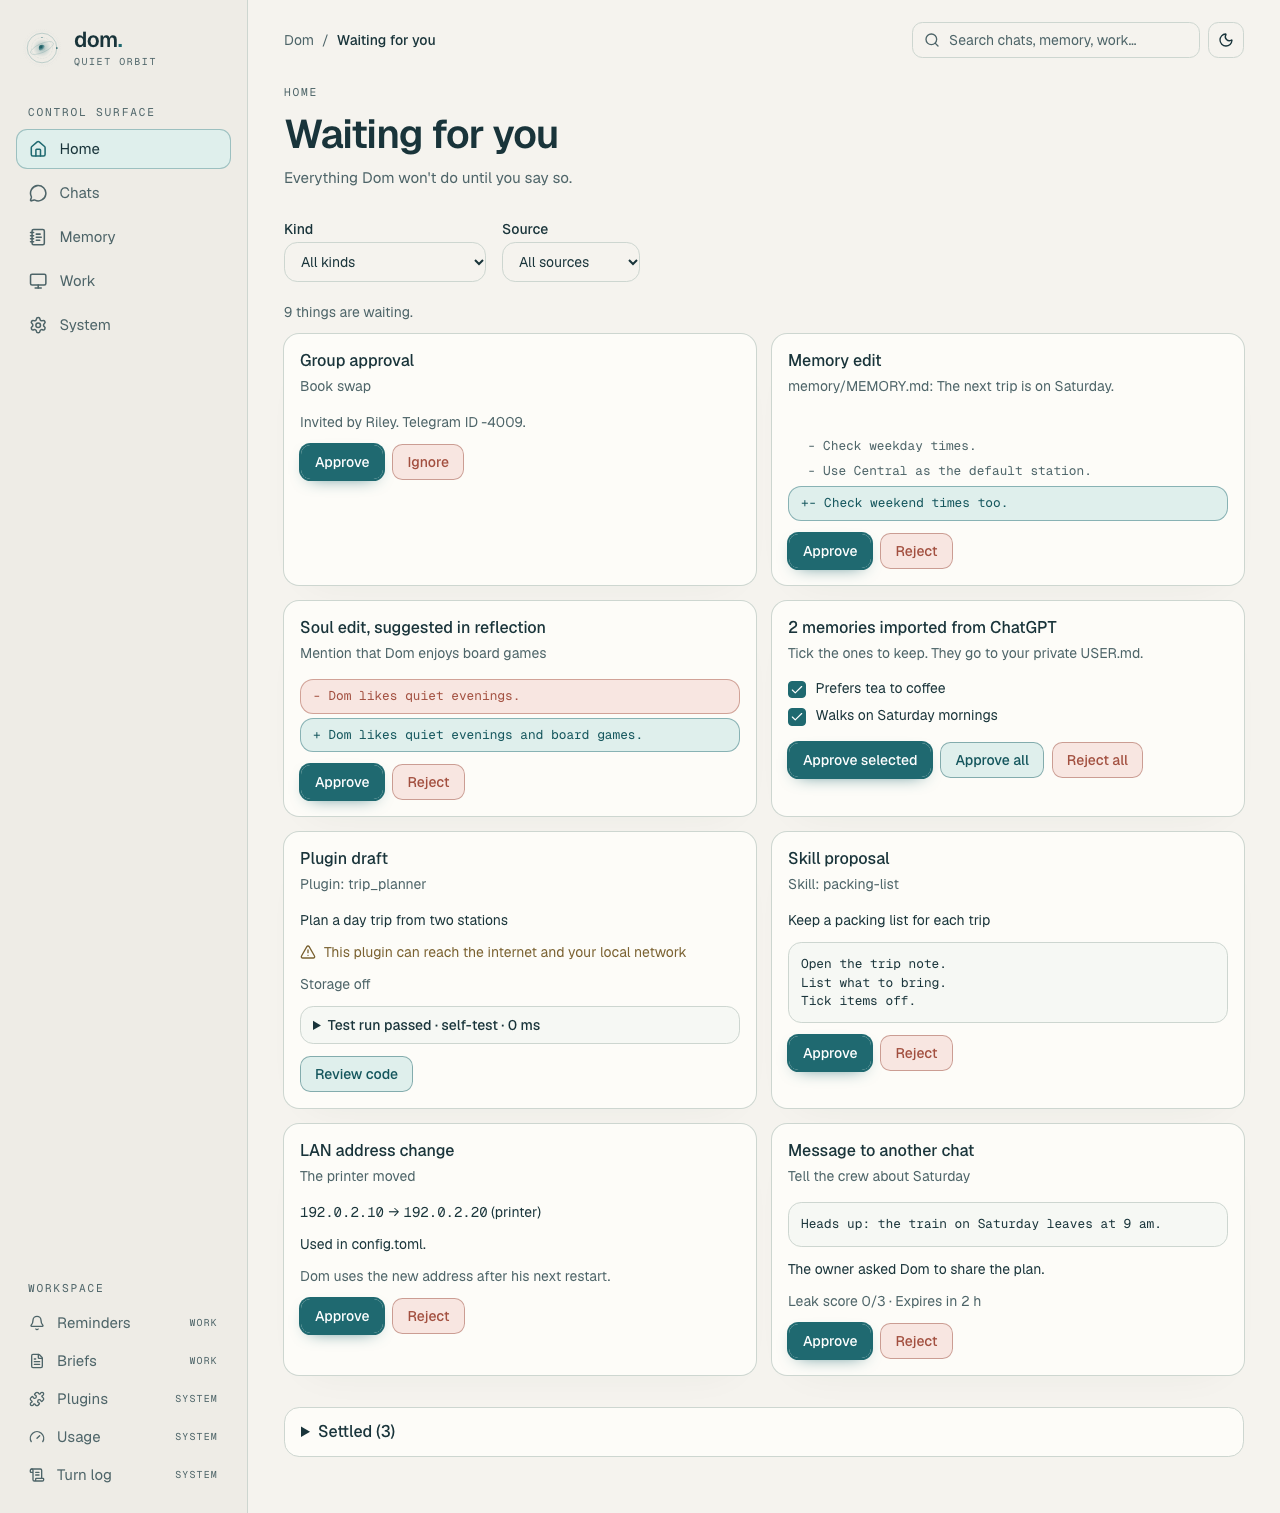 dom.
QUIET ORBIT
CONTROL SURFACE
Home
Chats
Memory
Work
System
WORKSPACE
Reminders WORK
Briefs WORK
Plugins SYSTEM
Usage SYSTEM
Turn log SYSTEM
Dom / Waiting for you
Search chats, memory, work…
HOME
Waiting for you
Everything Dom won't do until you say so.
Kind
All kinds
Source
All sources
9 things are waiting.
Group approval
Book swap
Invited by Riley. Telegram ID -4009.
Approve Ignore
Memory edit
memory/MEMORY.md: The next trip is on Saturday.
- Check weekday times.
- Use Central as the default station.
+- Check weekend times too.
Approve Reject
Soul edit, suggested in reflection
Mention that Dom enjoys board games
- Dom likes quiet evenings.
+ Dom likes quiet evenings and board games.
Approve Reject
2 memories imported from ChatGPT
Tick the ones to keep. They go to your private USER.md.
Prefers tea to coffee
Walks on Saturday mornings
Approve selected Approve all Reject all
Plugin draft
Plugin: trip_planner
Plan a day trip from two stations
This plugin can reach the internet and your local network
Storage off
Test run passed · self-test · 0 ms
Review code
Skill proposal
Skill: packing-list
Keep a packing list for each trip
Open the trip note.
List what to bring.
Tick items off.
Approve Reject
LAN address change
The printer moved
192.0.2.10 → 192.0.2.20 (printer)
Used in config.toml.
Dom uses the new address after his next restart.
Approve Reject
Message to another chat
Tell the crew about Saturday
Heads up: the train on Saturday leaves at 9 am.
The owner asked Dom to share the plan.
Leak score 0/3 · Expires in 2 h
Approve Reject
Settled (3)